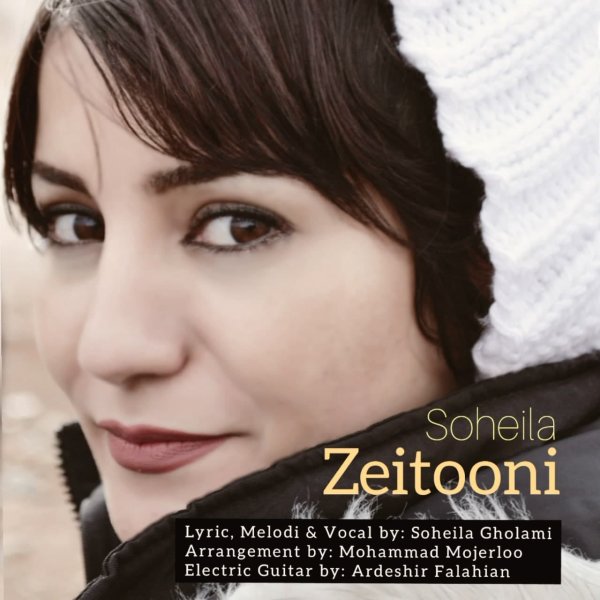 Soheila
Zeitooni
Lyric, Melodi & Vocal by: Soheila Gholami
Arrangement by: Mohammad Mojerloo
Electric Guitar by: Ardeshir Falahian